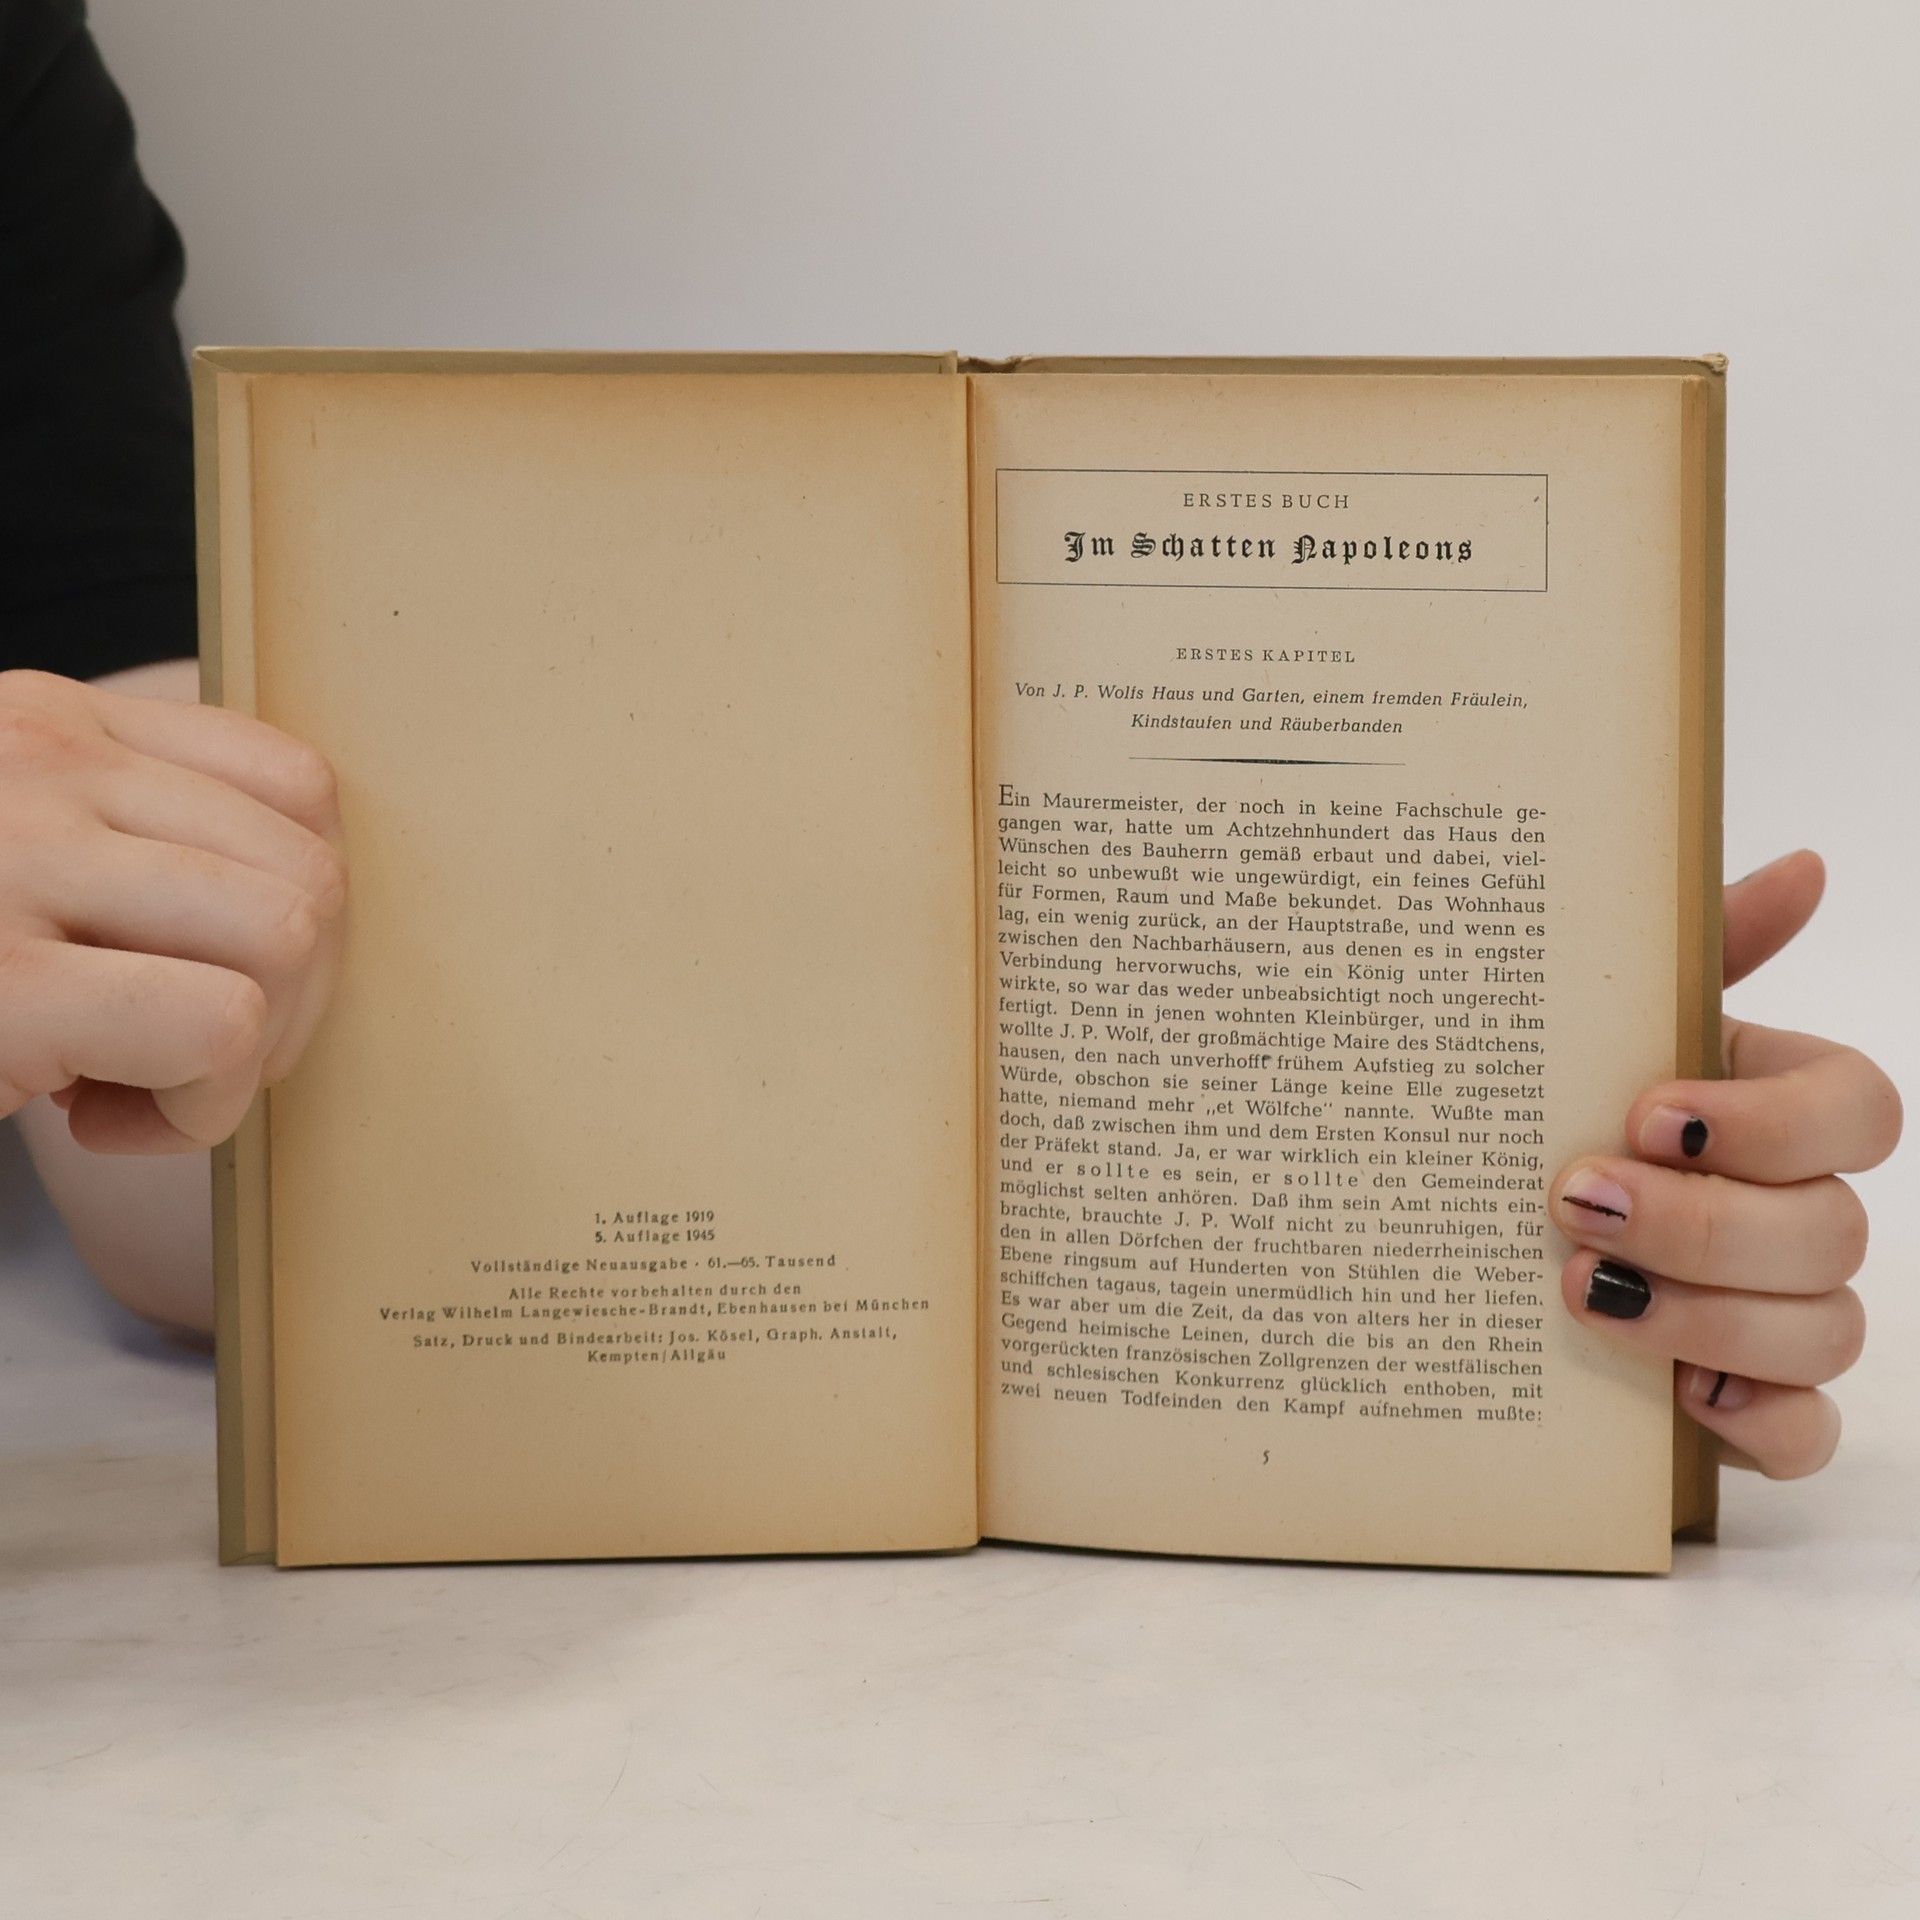 1. Auflage 1919
5. Auflage 1945
Vollständige Neuausgabe · 61.—65. Tausend
Alle Rechte vorbehalten durch den
Verlag Wilhelm Langewiesche-Brandt, Ebenhausen bei München
Satz, Druck und Bindearbeit: Jos. Kösel, Graph. Anstalt,
Kempten/Allgäu
ERSTES BUCH
Im Schatten Napoleons
ERSTES KAPITEL
Von J. P. Wolfs Haus und Garten, einem fremden Fräulein,
Kindstaufen und Räuberbanden
Ein Maurermeister, der noch in keine Fachschule ge-
gangen war, hatte um Achtzehnhundert das Haus den
Wünschen des Bauherrn gemäß erbaut und dabei, viel-
leicht so unbewußt wie ungewürdigt, ein feines Gefühl
für Formen, Raum und Maße bekundet. Das Wohnhaus
lag, ein wenig zurück, an der Hauptstraße, und wenn es
zwischen den Nachbarhäusern, aus denen es in engster
Verbindung hervorwuchs, wie ein König unter Hirten
wirkte, so war das weder unbeabsichtigt noch ungerecht-
fertigt. Denn in jenen wohnten Kleinbürger, und in ihm
wollte J. P. Wolf, der großmächtige Maire des Städtchens,
hausen, den nach unverhofft frühem Aufstieg zu solcher
Würde, obschon sie seiner Länge keine Elle zugesetzt
hatte, niemand mehr „et Wölfche“ nannte. Wußte man
doch, daß zwischen ihm und dem Ersten Konsul nur noch
der Präfekt stand. Ja, er war wirklich ein kleiner König,
und er sollte es sein, er sollte den Gemeinderat
möglichst selten anhören. Daß ihm sein Amt nichts ein-
brachte, brauchte J. P. Wolf nicht zu beunruhigen, für
den in allen Dörfchen der fruchtbaren niederrheinischen
Ebene ringsum auf Hunderten von Stühlen die Weber-
schiffchen tagaus, tagein unermüdlich hin und her liefen.
Es war aber um die Zeit, da das von alters her in dieser
Gegend heimische Leinen, durch die bis an den Rhein
vorgerückten französischen Zollgrenzen der westfälischen
und schlesischen Konkurrenz glücklich enthoben, mit
zwei neuen Todfeinden den Kampf aufnehmen mußte:
5